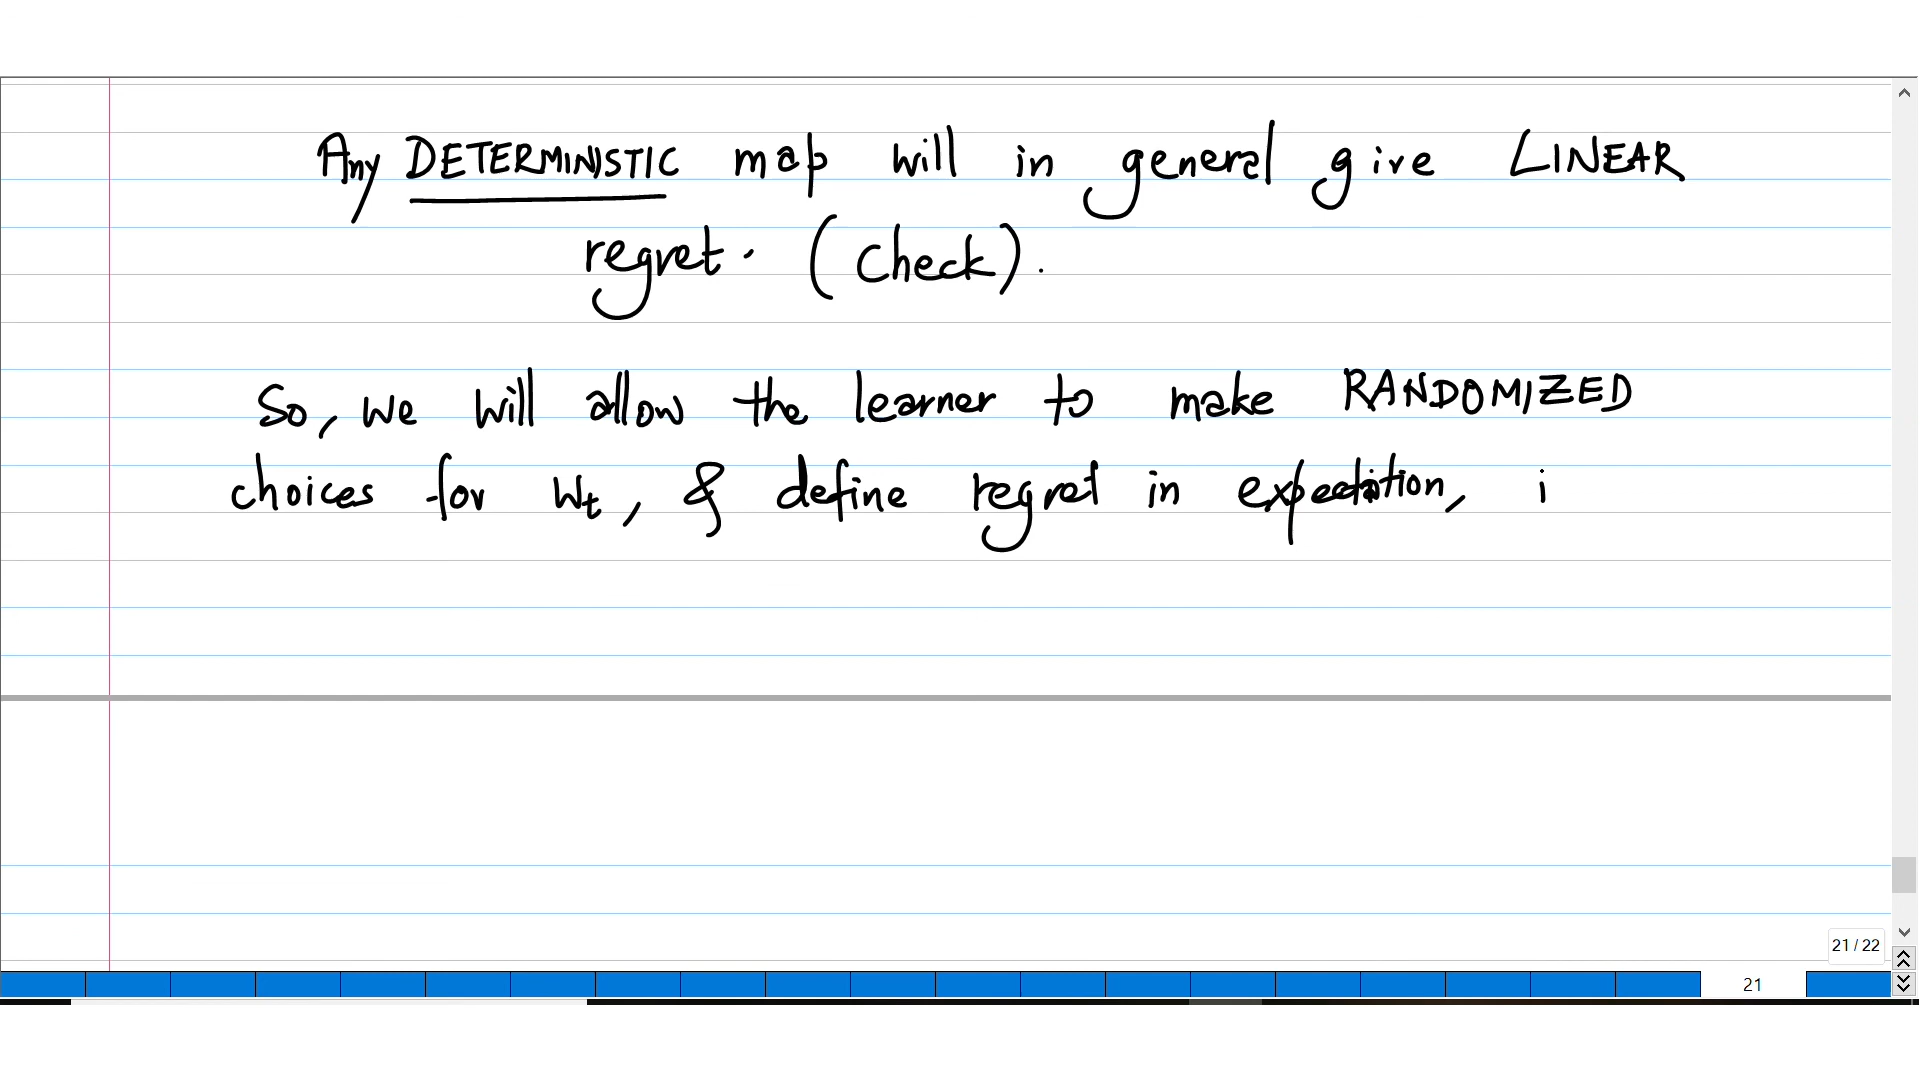 Any DETERMINISTIC map will in general give LINEAR
regret. (Check).
So, we will allow the learner to make RANDOMIZED
choices for wt, & define regret in expectation, i
21 / 22
21